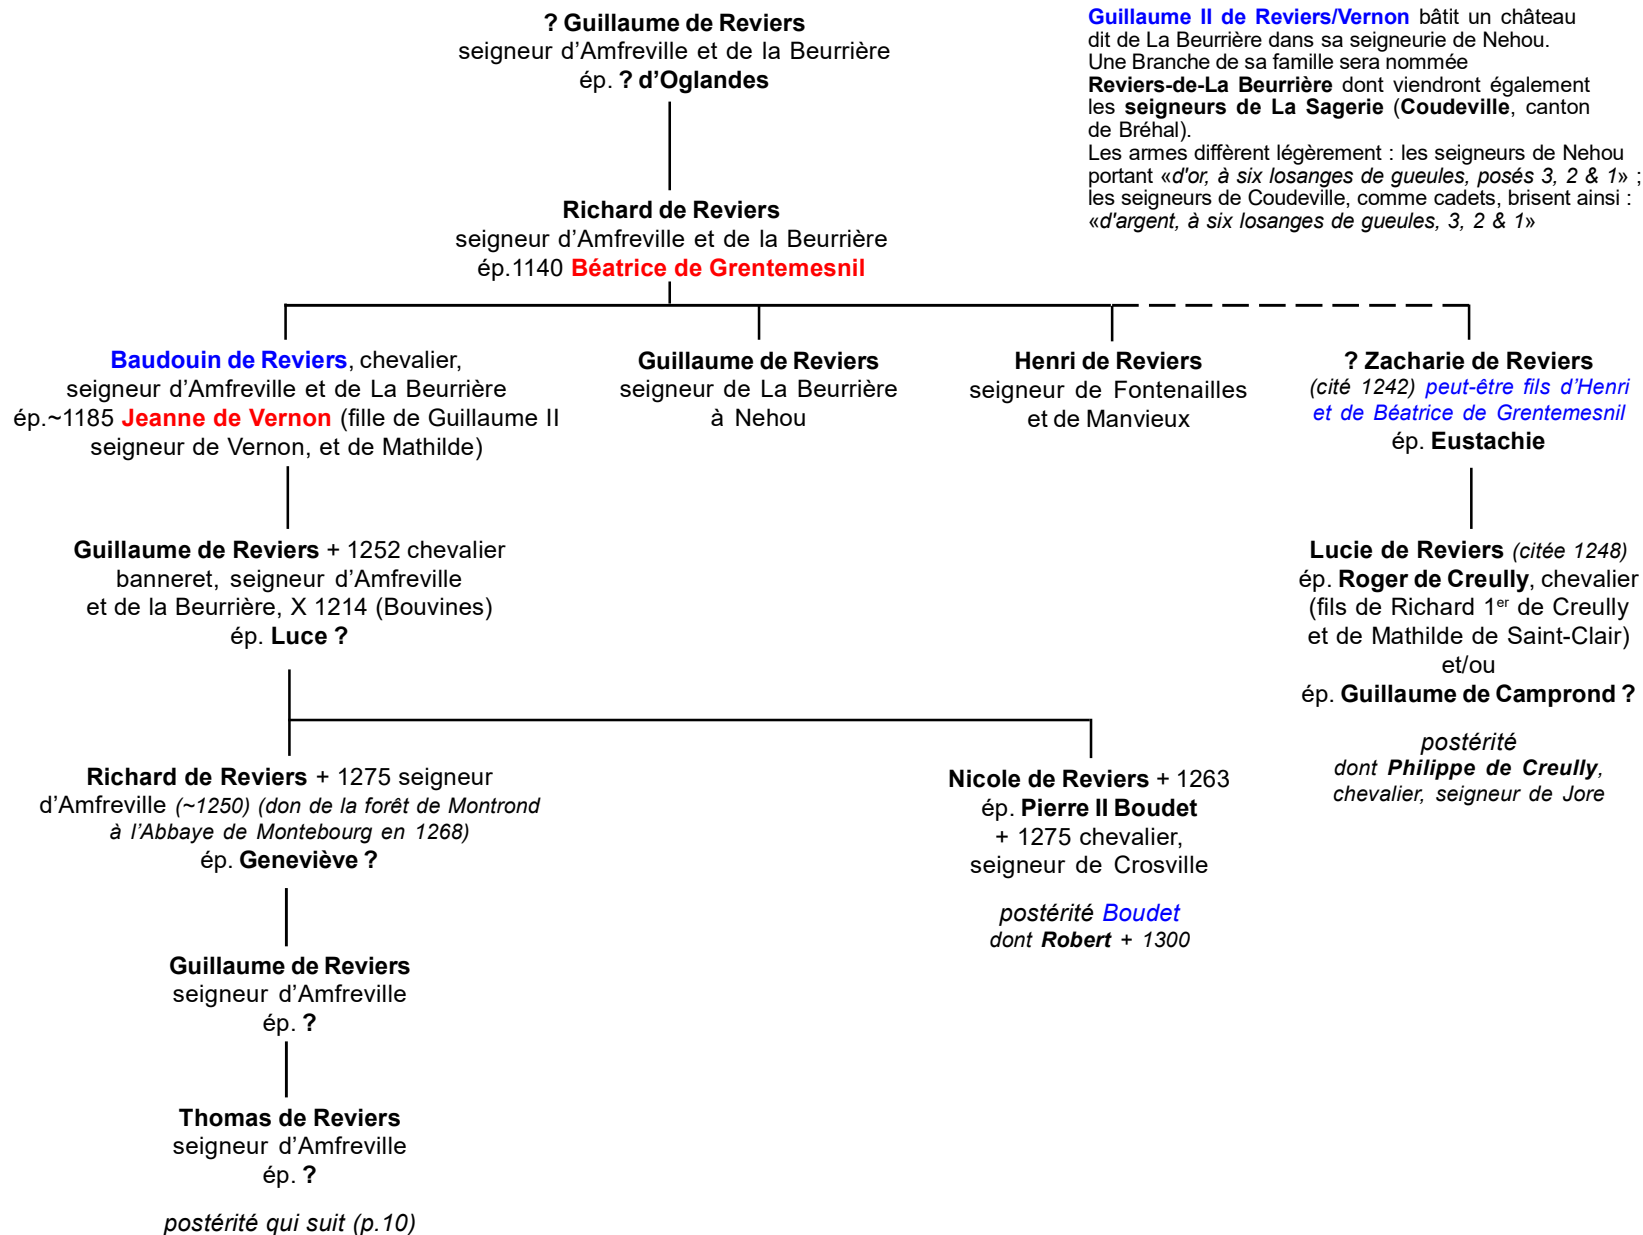 ? Guillaume de Reviers
seigneur d'Amfreville et de la Beurrière
ép. ? d'Oglandes
Guillaume II de Reviers/Vernon bâtit un château
dit de La Beurrière dans sa seigneurie de Nehou.
Une Branche de sa famille sera nommée
Reviers-de-La Beurrière dont viendront également
les seigneurs de La Sagerie (Coudeville, canton
de Bréhal).
Les armes diffèrent légèrement : les seigneurs de Nehou
portant «d'or, à six losanges de gueules, posés 3, 2 & 1» ;
les seigneurs de Coudeville, comme cadets, brisent ainsi :
«d'argent, à six losanges de gueules, 3, 2 & 1»
Richard de Reviers
seigneur d'Amfreville et de la Beurrière
ép.1140 Béatrice de Grentemesnil
Baudouin de Reviers, chevalier,
seigneur d'Amfreville et de La Beurrière
ép.~1185 Jeanne de Vernon (fille de Guillaume II
seigneur de Vernon, et de Mathilde)
Guillaume de Reviers
seigneur de La Beurrière
à Nehou
Henri de Reviers
seigneur de Fontenailles
et de Manvieux
? Zacharie de Reviers
(cité 1242) peut-être fils d'Henri
et de Béatrice de Grentemesnil
ép. Eustachie
Guillaume de Reviers + 1252 chevalier
banneret, seigneur d'Amfreville
et de la Beurrière, X 1214 (Bouvines)
ép. Luce ?
Lucie de Reviers (citée 1248)
ép. Roger de Creully, chevalier
(fils de Richard 1er de Creully
et de Mathilde de Saint-Clair)
et/ou
ép. Guillaume de Camprond ?
postérité
dont Philippe de Creully,
chevalier, seigneur de Jore
Richard de Reviers + 1275 seigneur
d'Amfreville (~1250) (don de la forêt de Montrond
à l'Abbaye de Montebourg en 1268)
ép. Geneviève ?
Nicole de Reviers + 1263
ép. Pierre II Boudet
+ 1275 chevalier,
seigneur de Crosville
postérité Boudet
dont Robert + 1300
Guillaume de Reviers
seigneur d'Amfreville
ép. ?
Thomas de Reviers
seigneur d'Amfreville
ép. ?
postérité qui suit (p.10)